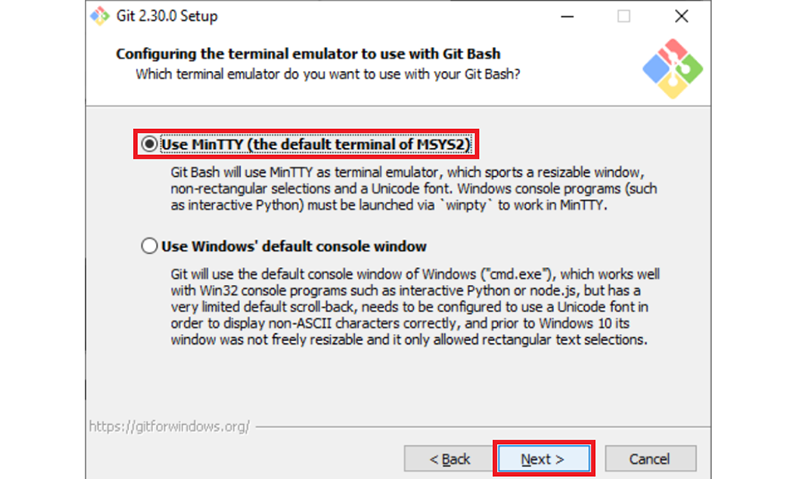 Git 2.30.0 Setup
Configuring the terminal emulator to use with Git Bash
Which terminal emulator do you want to use with your Git Bash?
Use MinTTY (the default terminal of MSYS2)
Git Bash will use MinTTY as terminal emulator, which sports a resizable window,
non-rectangular selections and a Unicode font. Windows console programs (such
as interactive Python) must be launched via `winpty` to work in MinTTY.
Use Windows' default console window
Git will use the default console window of Windows ("cmd.exe"), which works well
with Win32 console programs such as interactive Python or node.js, but has a
very limited default scroll-back, needs to be configured to use a Unicode font in
order to display non-ASCII characters correctly, and prior to Windows 10 its
window was not freely resizable and it only allowed rectangular text selections.
https://gitforwindows.org/
< Back
Next >
Cancel